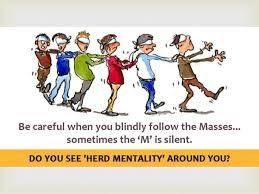 Be careful when you blindly follow the Masses...
sometimes the ‘M’ is silent.
DO YOU SEE 'HERD MENTALITY' AROUND YOU?